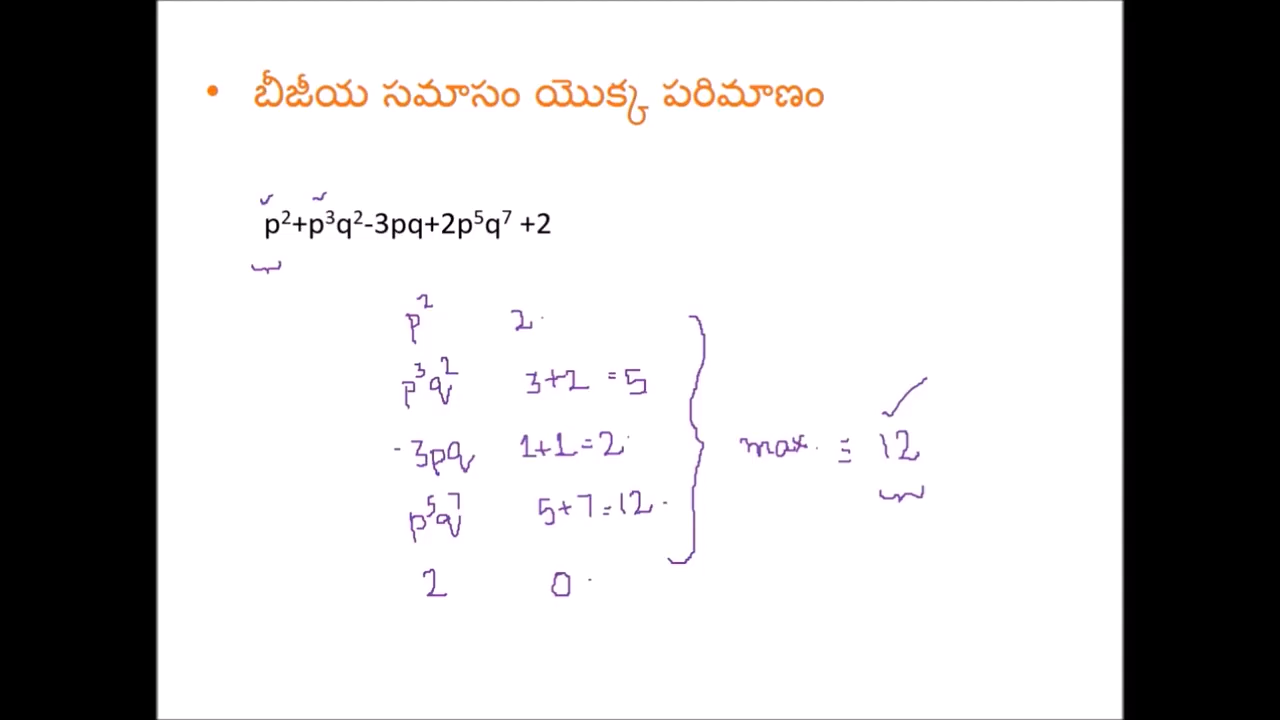 • బీజీయ సమాసం యొక్క పరిమాణం
p²+p³q²-3pq+2p⁵q⁷ +2
p² 2
p³q² 3+2 =5
-3pq 1+1=2
p⁵q⁷ 5+7=12 max. = 12
2 0